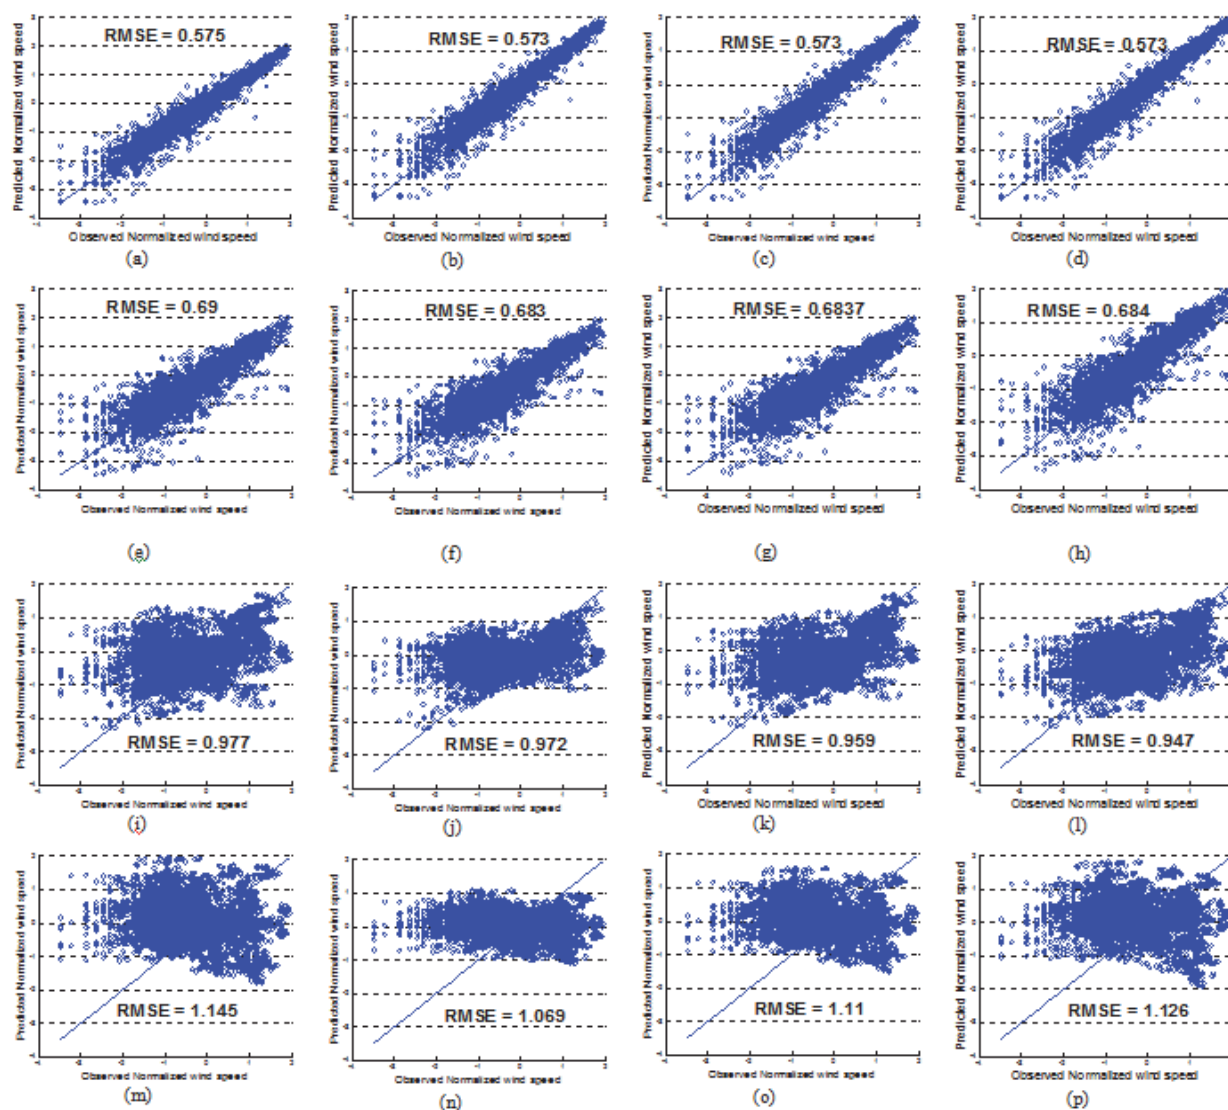 RMSE = 0.575
Predicted Normalized wind speed
Observed Normalized wind speed
(a)
RMSE = 0.573
Predicted Normalized wind speed
Observed Normalized wind speed
(b)
RMSE = 0.573
Predicted Normalized wind speed
Observed Normalized wind speed
(c)
RMSE = 0.573
Predicted Normalized wind speed
Observed Normalized wind speed
(d)
RMSE = 0.69
Predicted Normalized wind speed
Observed Normalized wind speed
(e)
RMSE = 0.683
Predicted Normalized wind speed
Observed Normalized wind speed
(f)
RMSE = 0.6837
Predicted Normalized wind speed
Observed Normalized wind speed
(g)
RMSE = 0.684
Predicted Normalized wind speed
Observed Normalized wind speed
(h)
RMSE = 0.977
Predicted Normalized wind speed
Observed Normalized wind speed
(i)
RMSE = 0.972
Predicted Normalized wind speed
Observed Normalized wind speed
(j)
RMSE = 0.959
Predicted Normalized wind speed
Observed Normalized wind speed
(k)
RMSE = 0.947
Predicted Normalized wind speed
Observed Normalized wind speed
(l)
RMSE = 1.145
Predicted Normalized wind speed
Observed Normalized wind speed
(m)
RMSE = 1.069
Predicted Normalized wind speed
Observed Normalized wind speed
(n)
RMSE = 1.11
Predicted Normalized wind speed
Observed Normalized wind speed
(o)
RMSE = 1.126
Predicted Normalized wind speed
Observed Normalized wind speed
(p)